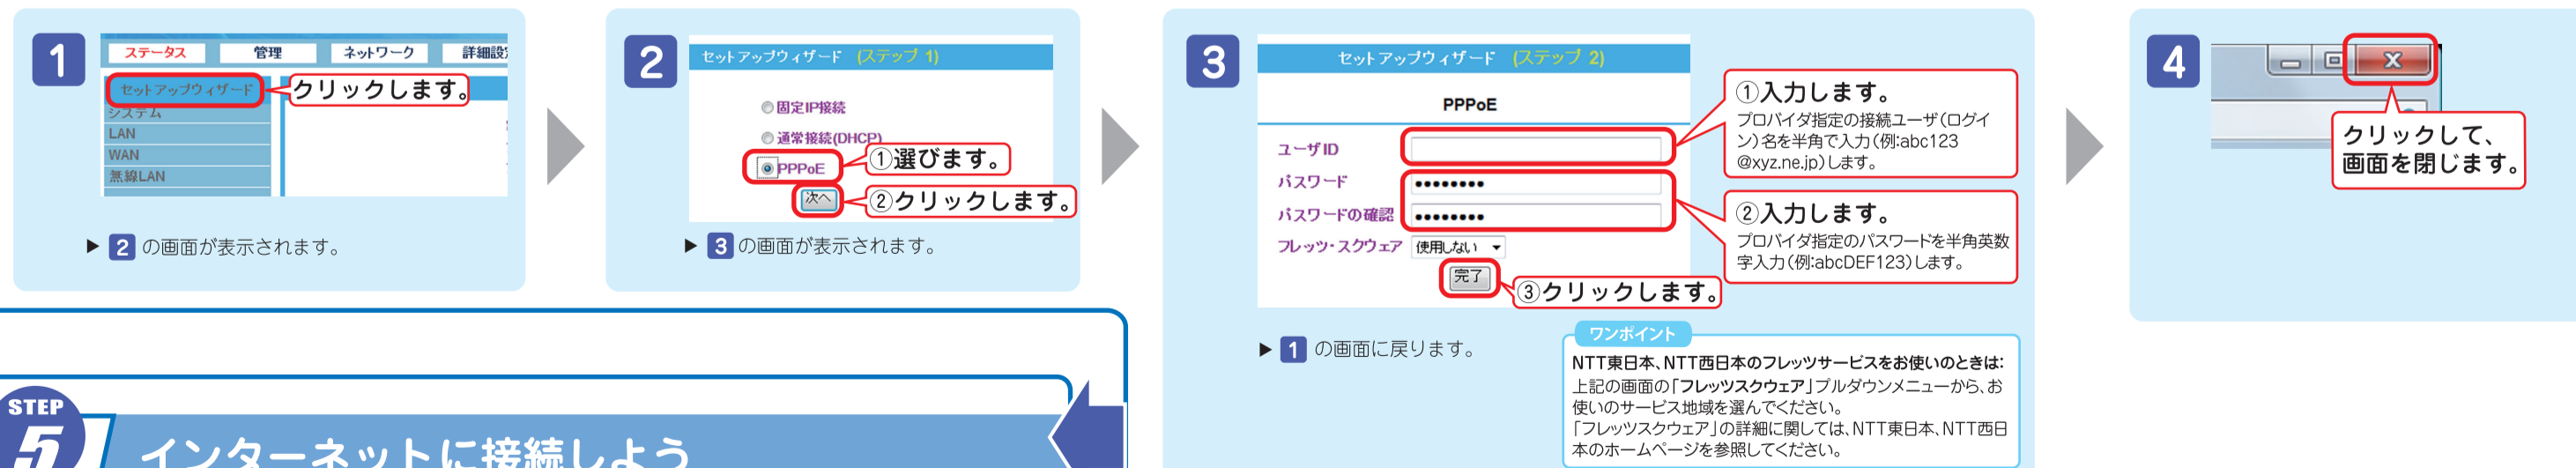 1
ステータス 管理 ネットワーク 詳細設
セットアップウィザード
クリックします。
システム
LAN
WAN
無線LAN
▶ 2 の画面が表示されます。
2
セットアップウィザード (ステップ 1)
固定IP接続
通常接続(DHCP)
PPPoE
①選びます。
次へ
②クリックします。
▶ 3 の画面が表示されます。
3
セットアップウィザード (ステップ 2)
PPPoE
ユーザID
パスワード ••••••••
パスワードの確認 ••••••••
フレッツ・スクウェア 使用しない
完了
①入力します。
プロバイダ指定の接続ユーザ(ログイ
ン)名を半角で入力(例:abc123
@xyz.ne.jp)します。
②入力します。
プロバイダ指定のパスワードを半角英数
字入力(例:abcDEF123)します。
③クリックします。
▶ 1 の画面に戻ります。
ワンポイント
NTT東日本、NTT西日本のフレッツサービスをお使いのときは:
上記の画面の「フレッツスクウェア」プルダウンメニューから、お
使いのサービス地域を選んでください。
「フレッツスクウェア」の詳細に関しては、NTT東日本、NTT西日
本のホームページを参照してください。
4
クリックして、
画面を閉じます。
STEP
5
インターネットに接続しよう